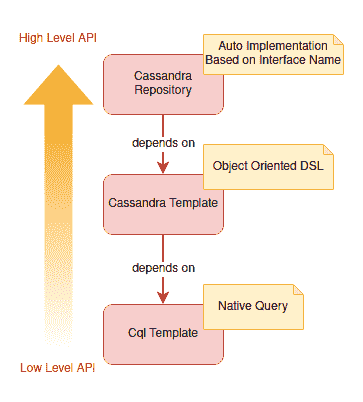 High Level API
Auto Implementation
Based on Interface Name
Cassandra
Repository
depends on
Object Oriented DSL
Cassandra Template
depends on
Native Query
Cql Template
Low Level API